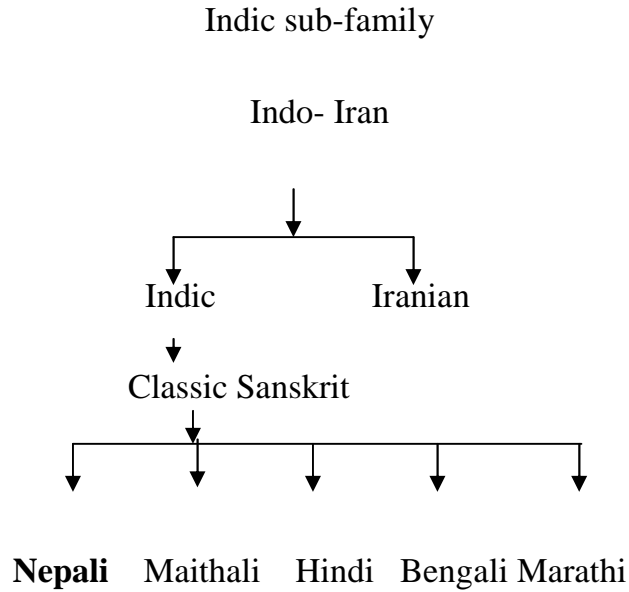 Indic sub-family
Indo- Iran
Indic Iranian
Classic Sanskrit
Nepali Maithali Hindi Bengali Marathi